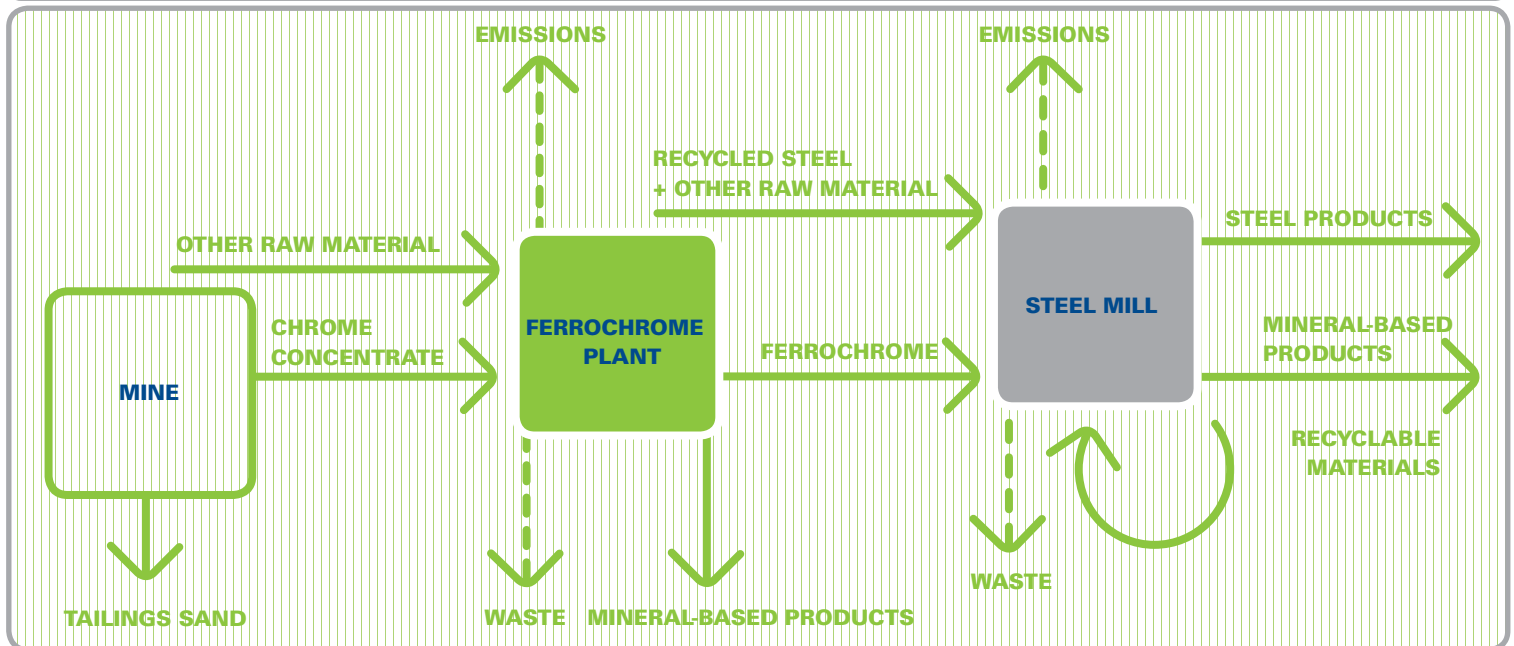 EMISSIONS
EMISSIONS
RECYCLED STEEL
+ OTHER RAW MATERIAL
STEEL PRODUCTS
OTHER RAW MATERIAL
CHROME
CONCENTRATE
FERROCHROME
PLANT
FERROCHROME
STEEL MILL
MINERAL-BASED
PRODUCTS
MINE
RECYCLABLE
MATERIALS
WASTE
TAILINGS SAND
WASTE
MINERAL-BASED PRODUCTS